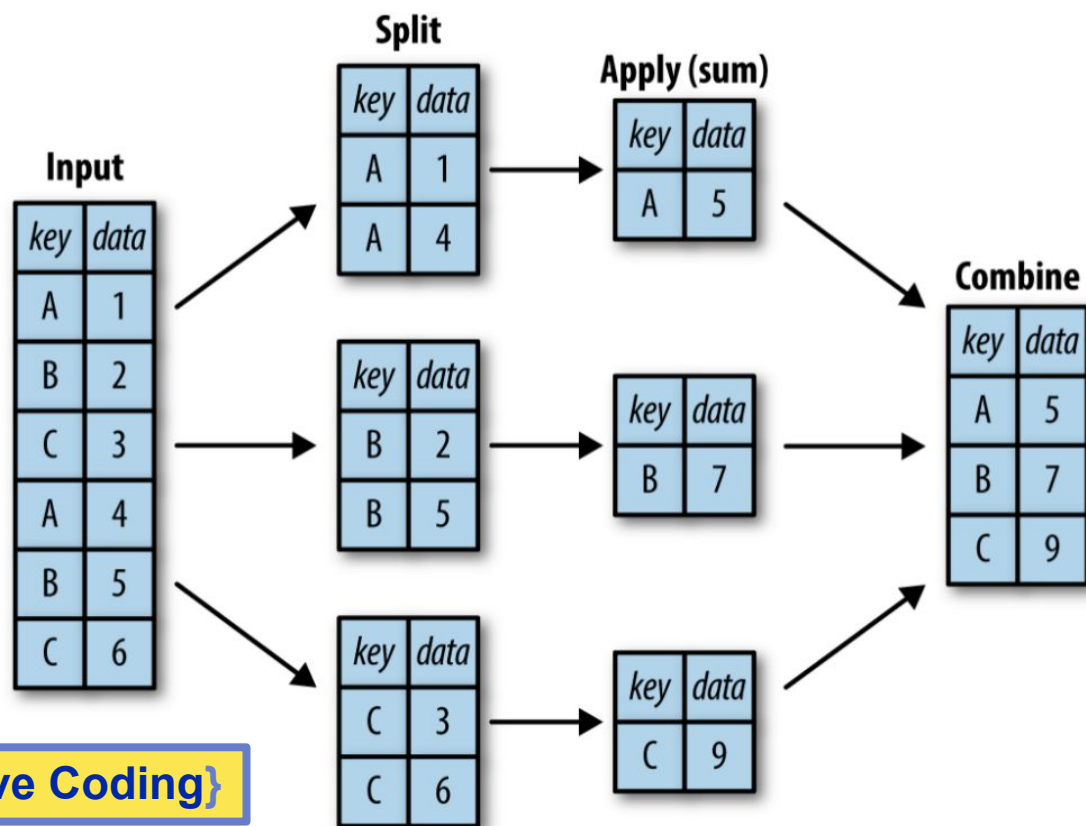 Input
key data
A 1
B 2
C 3
A 4
B 5
C 6
Split
key data
A 1
A 4
key data
B 2
B 5
key data
C 3
C 6
Apply (sum)
key data
A 5
key data
B 7
key data
C 9
Combine
key data
A 5
B 7
C 9
Coding}